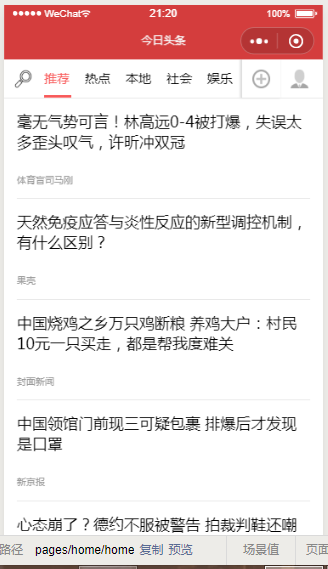 WeChat
21:20
100%
今日头条
推荐 热点 本地 社会 娱乐
毫无气势可言！林高远0-4被打爆，失误太
多歪头叹气，许昕冲双冠
体育官司马刚
天然免疫应答与炎性反应的新型调控机制，
有什么区别？
果壳
中国烧鸡之乡万只鸡断粮 养鸡大户：村民
10元一只买走，都是帮我度难关
封面新闻
中国领馆门前现三可疑包裹 排爆后才发现
是口罩
新京报
心态崩了？德约不服被警告 拍裁判鞋还嘲
路径 pages/home/home 复制 预览 场景值 页面